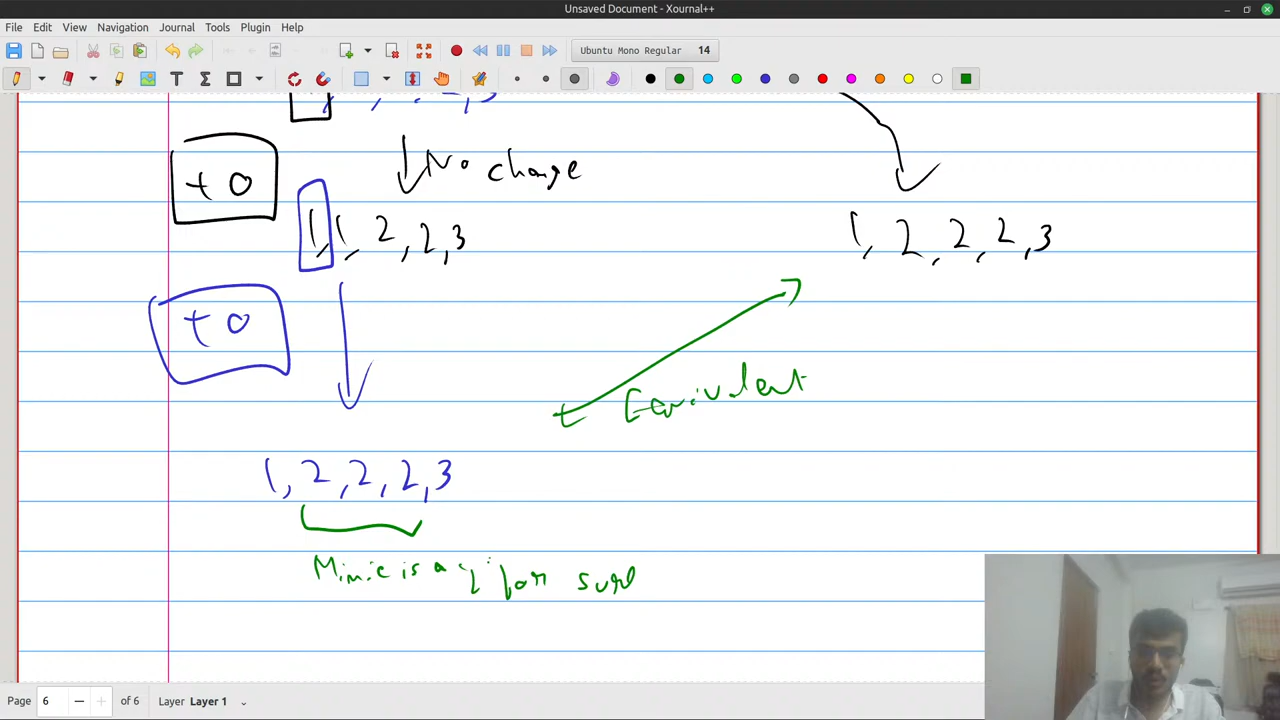 Unsaved Document - Xournal++
File Edit View Navigation Journal Tools Plugin Help
Ubuntu Mono Regular 14
+ 0
No change
1, 1, 2, 2, 3
1, 2, 2, 2, 3
+ 0
Equivalent
1, 2, 2, 2, 3
Mimic is a 2 for sure
Page 6 of 6 Layer Layer 1